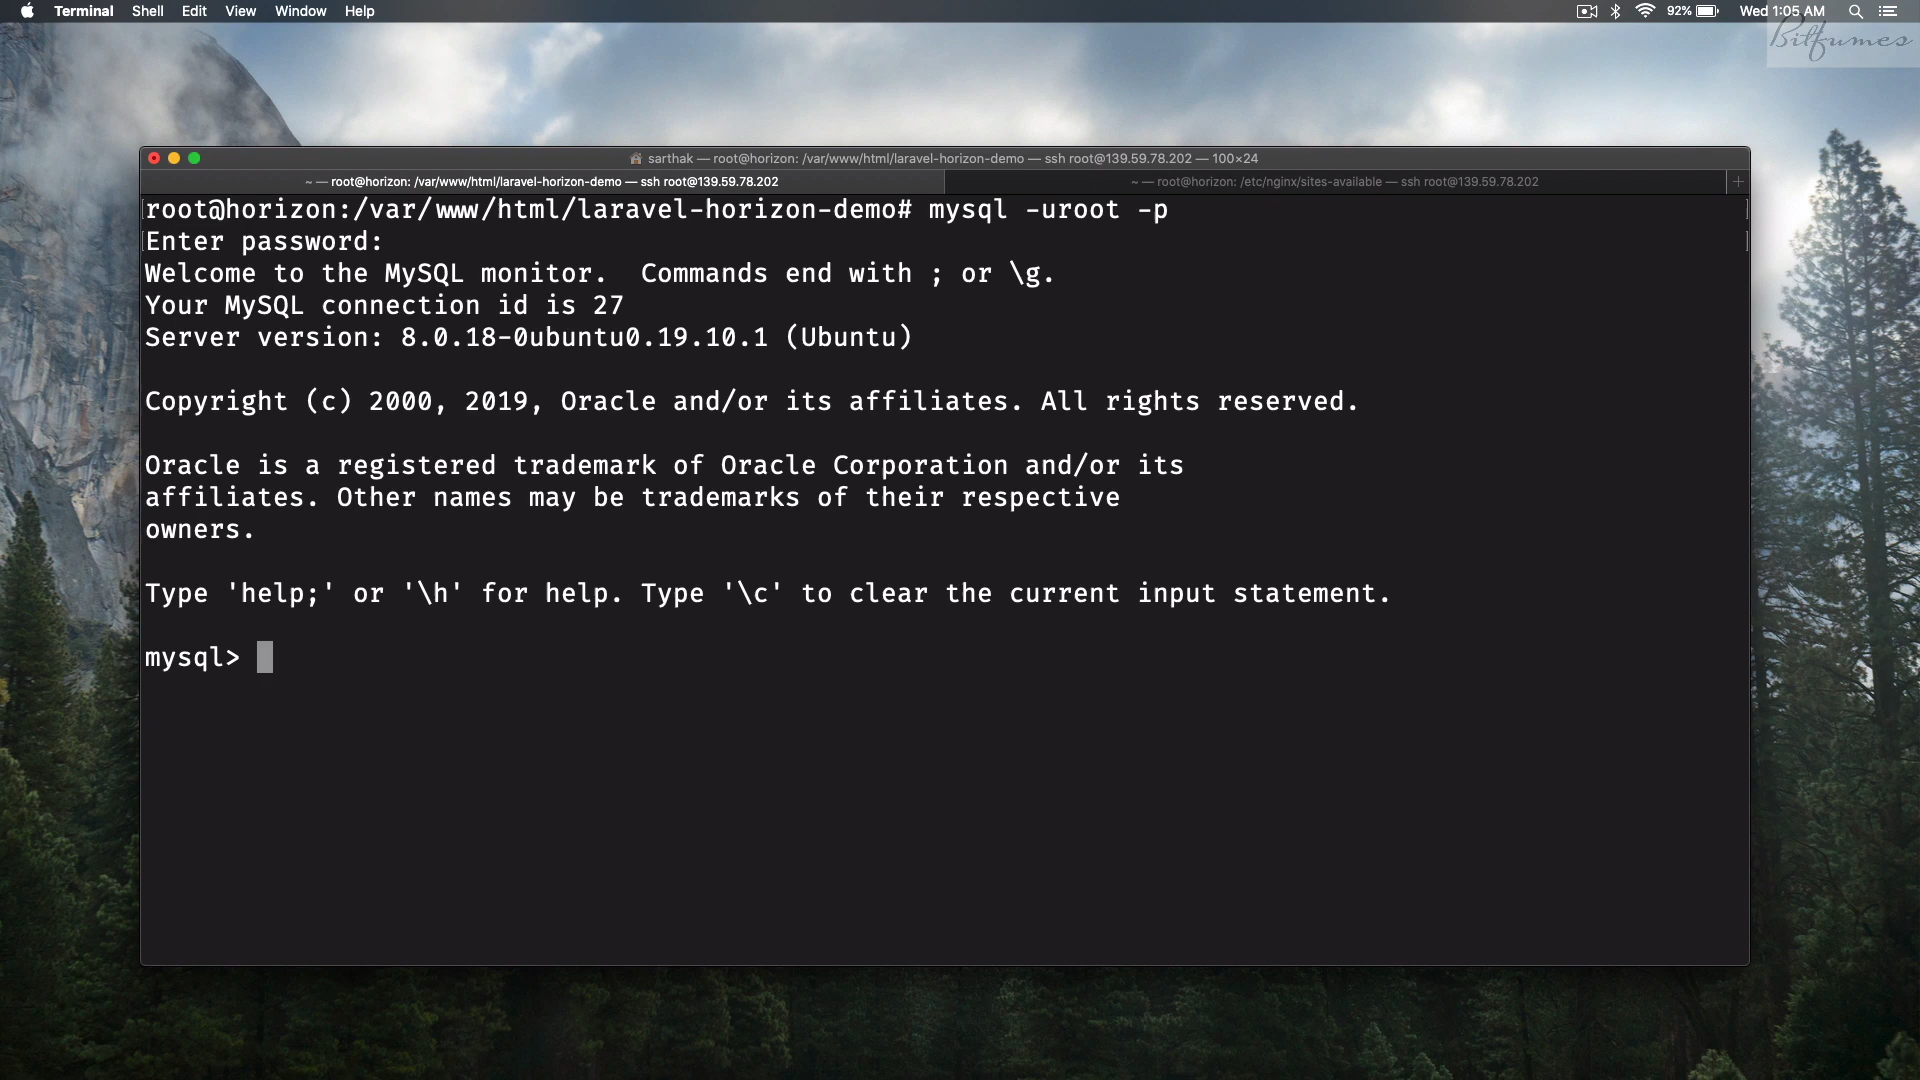 Terminal Shell Edit View Window Help 92% Wed 1:05 AM
Bitfumes
sarthak — root@horizon: /var/www/html/laravel-horizon-demo — ssh root@139.59.78.202 — 100×24
~ — root@horizon: /var/www/html/laravel-horizon-demo — ssh root@139.59.78.202 ~ — root@horizon: /etc/nginx/sites-available — ssh root@139.59.78.202
root@horizon:/var/www/html/laravel-horizon-demo# mysql -uroot -p
Enter password:
Welcome to the MySQL monitor.  Commands end with ; or \g.
Your MySQL connection id is 27
Server version: 8.0.18-0ubuntu0.19.10.1 (Ubuntu)
Copyright (c) 2000, 2019, Oracle and/or its affiliates. All rights reserved.
Oracle is a registered trademark of Oracle Corporation and/or its
affiliates. Other names may be trademarks of their respective
owners.
Type 'help;' or '\h' for help. Type '\c' to clear the current input statement.
mysql>